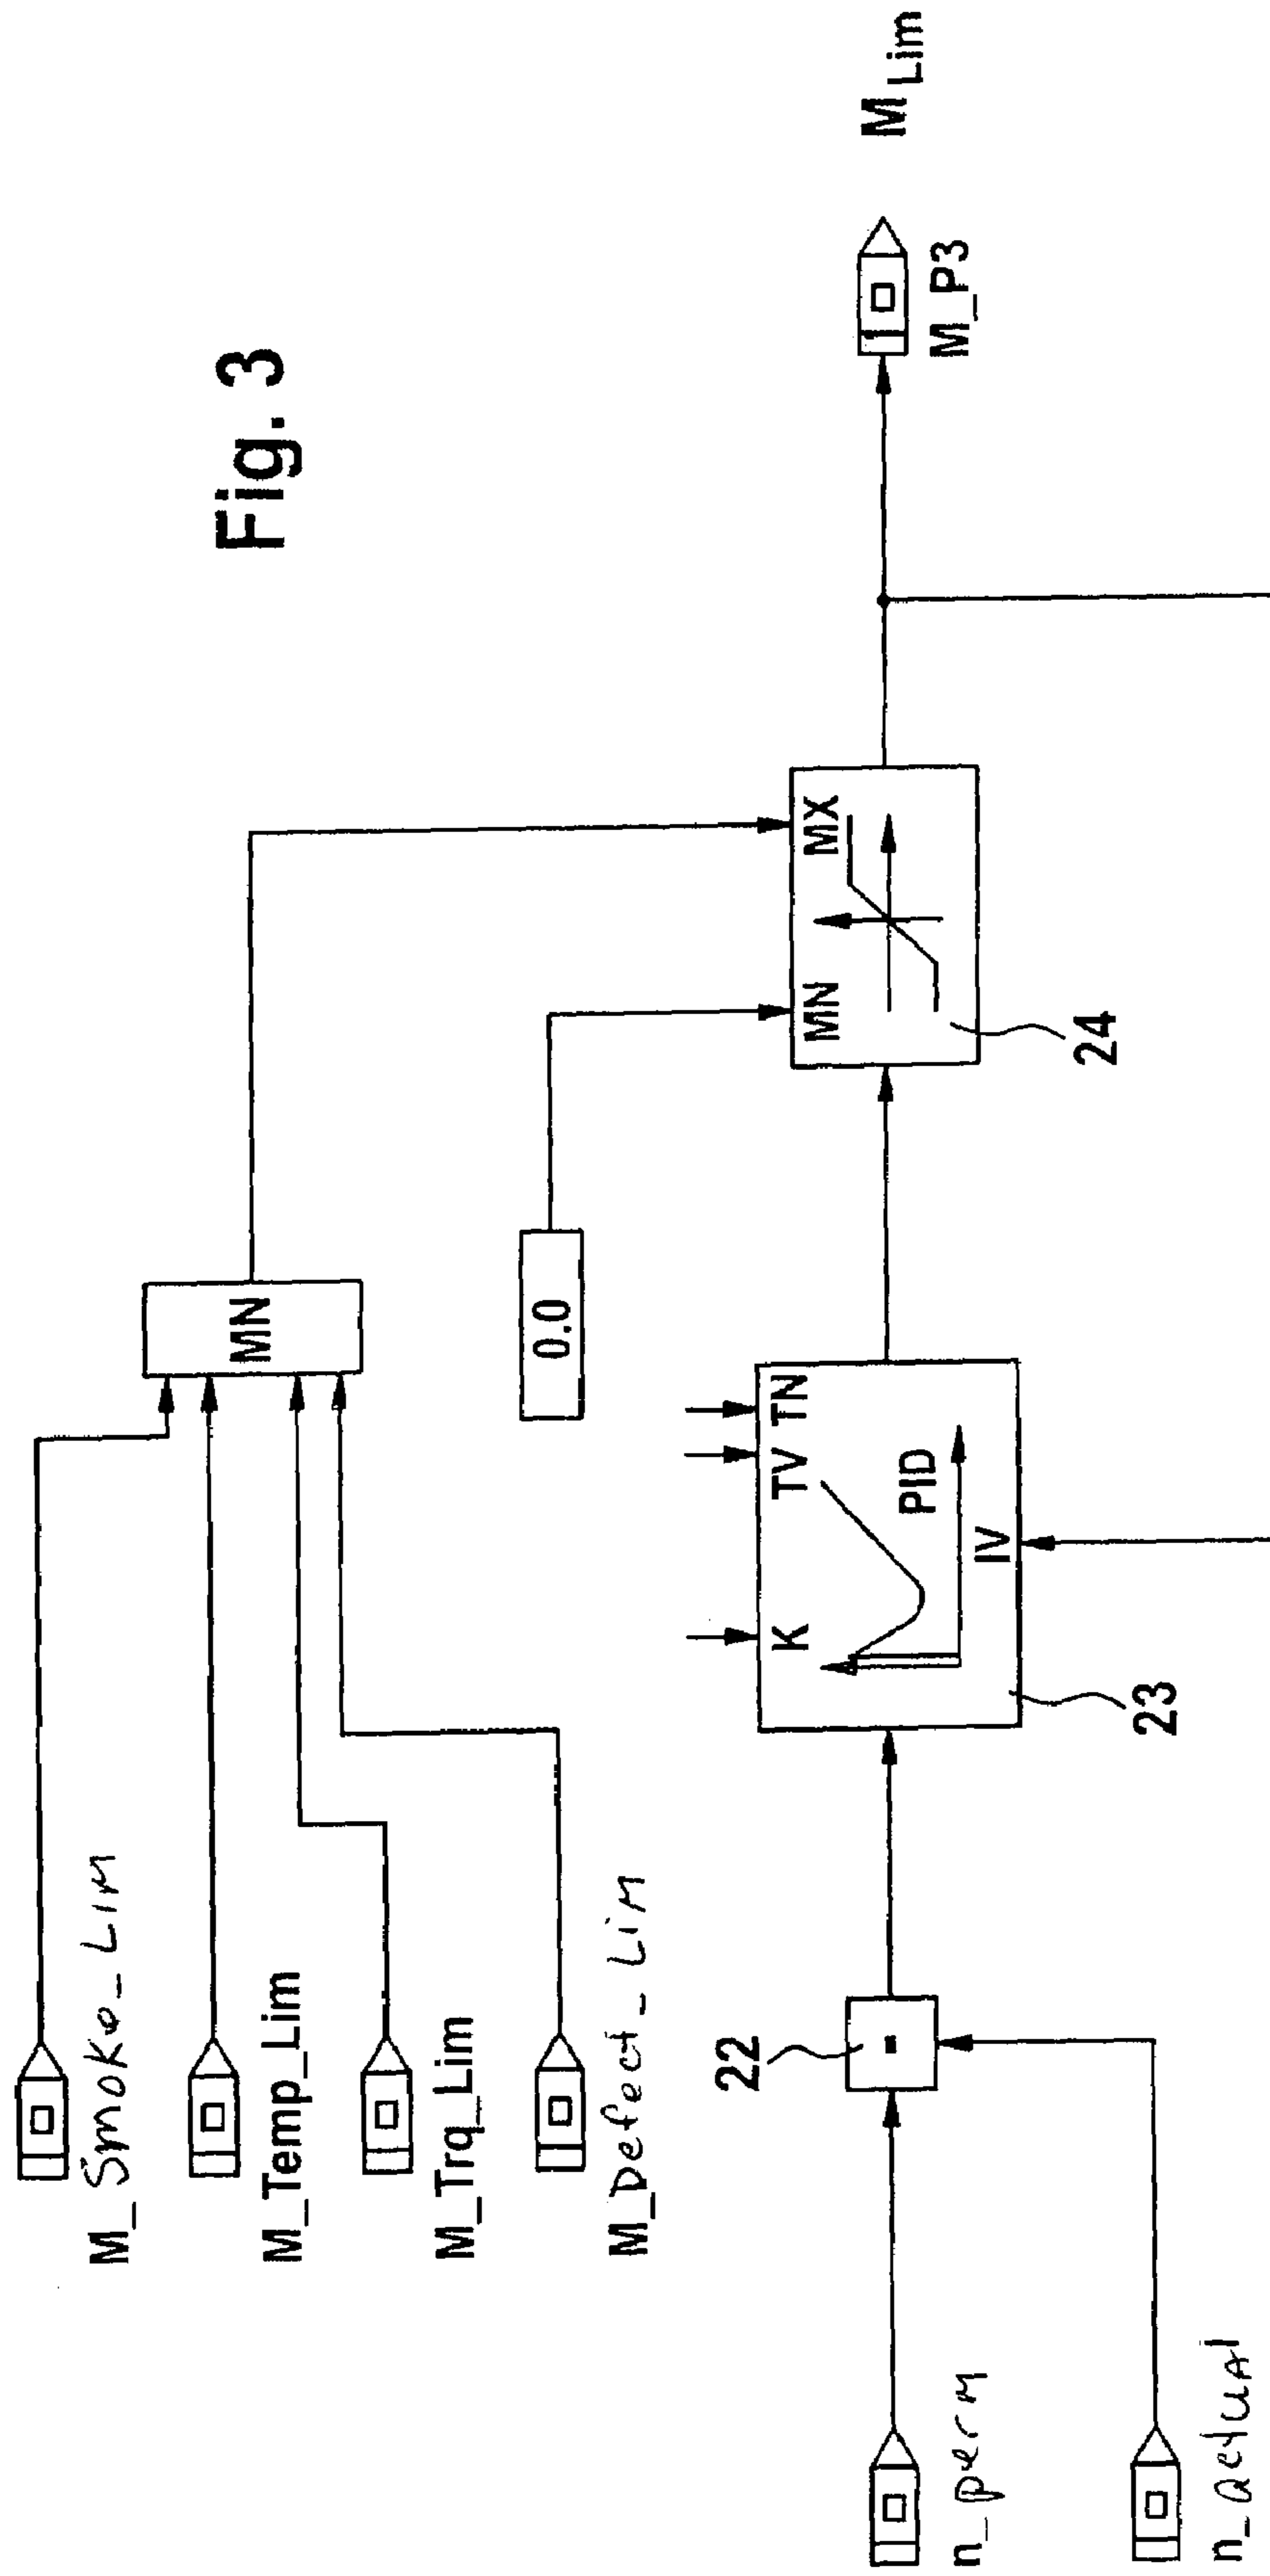 Fig. 3
M_Smoke_LIM
M_Temp_Lim
M_Trq_Lim
M_Defect_LiM
MN
0.0
n_perM
n_actuAl
22
-
K
TV
TN
PID
IV
23
MN
MX
24
M_P3
M Lim